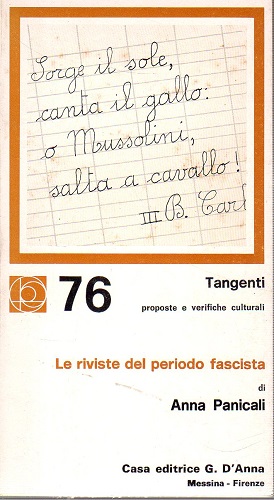 Sorge il sole,
canta il gallo:
o Mussolini,
salta a cavallo!
III B. Carl
76
Tangenti
proposte e verifiche culturali
Le riviste del periodo fascista
di
Anna Panicali
Casa editrice G. D'Anna
Messina - Firenze